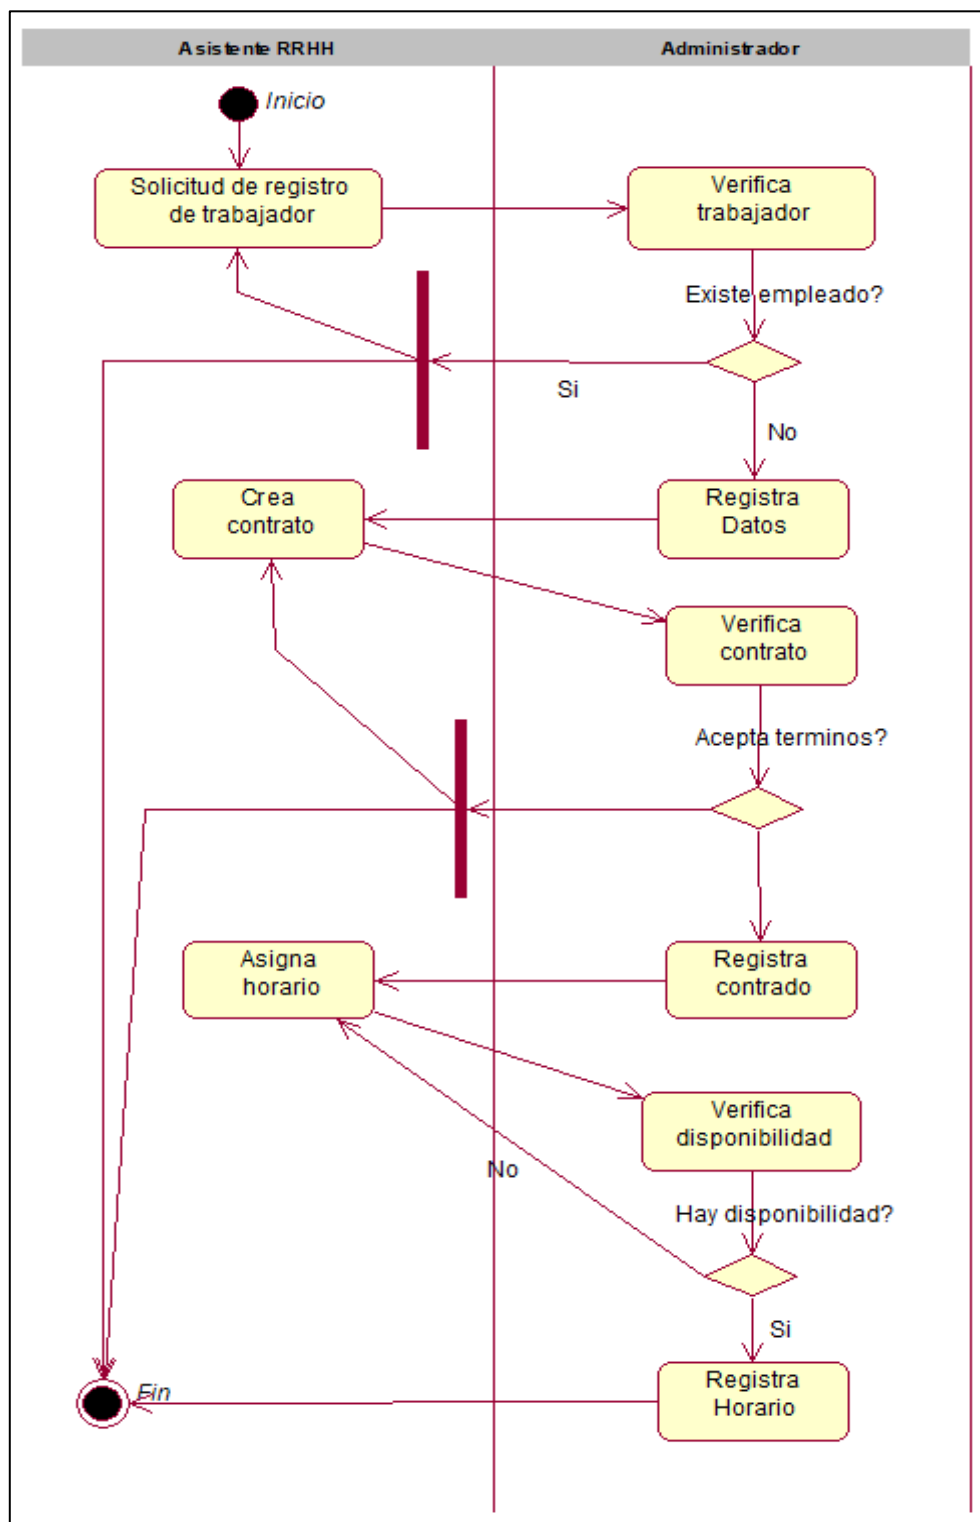 Asistente RRHH
Administrador
Inicio
Solicitud de registro
de trabajador
Verifica
trabajador
Existe empleado?
Si
No
Crea
contrato
Registra
Datos
Verifica
contrato
Acepta terminos?
Asigna
horario
Registra
contrado
Verifica
disponibilidad
No
Hay disponibilidad?
Si
Registra
Horario
Fin